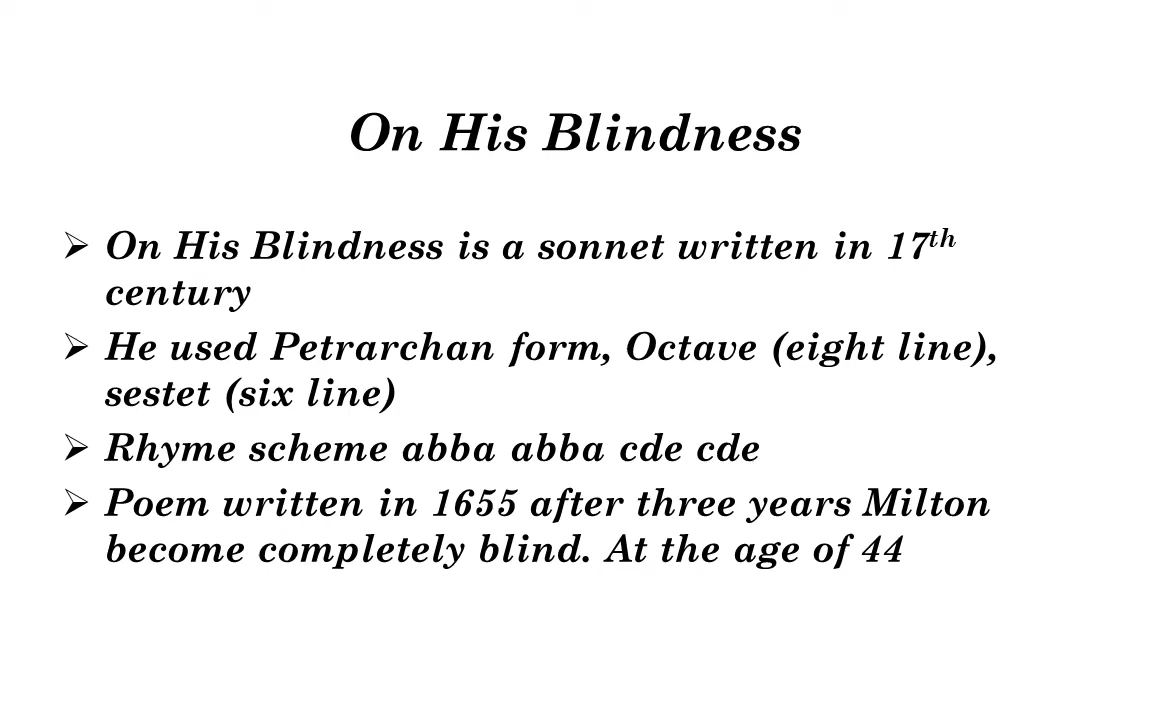 On His Blindness
➢ On His Blindness is a sonnet written in 17th
century
➢ He used Petrarchan form, Octave (eight line),
sestet (six line)
➢ Rhyme scheme abba abba cde cde
➢ Poem written in 1655 after three years Milton
become completely blind. At the age of 44